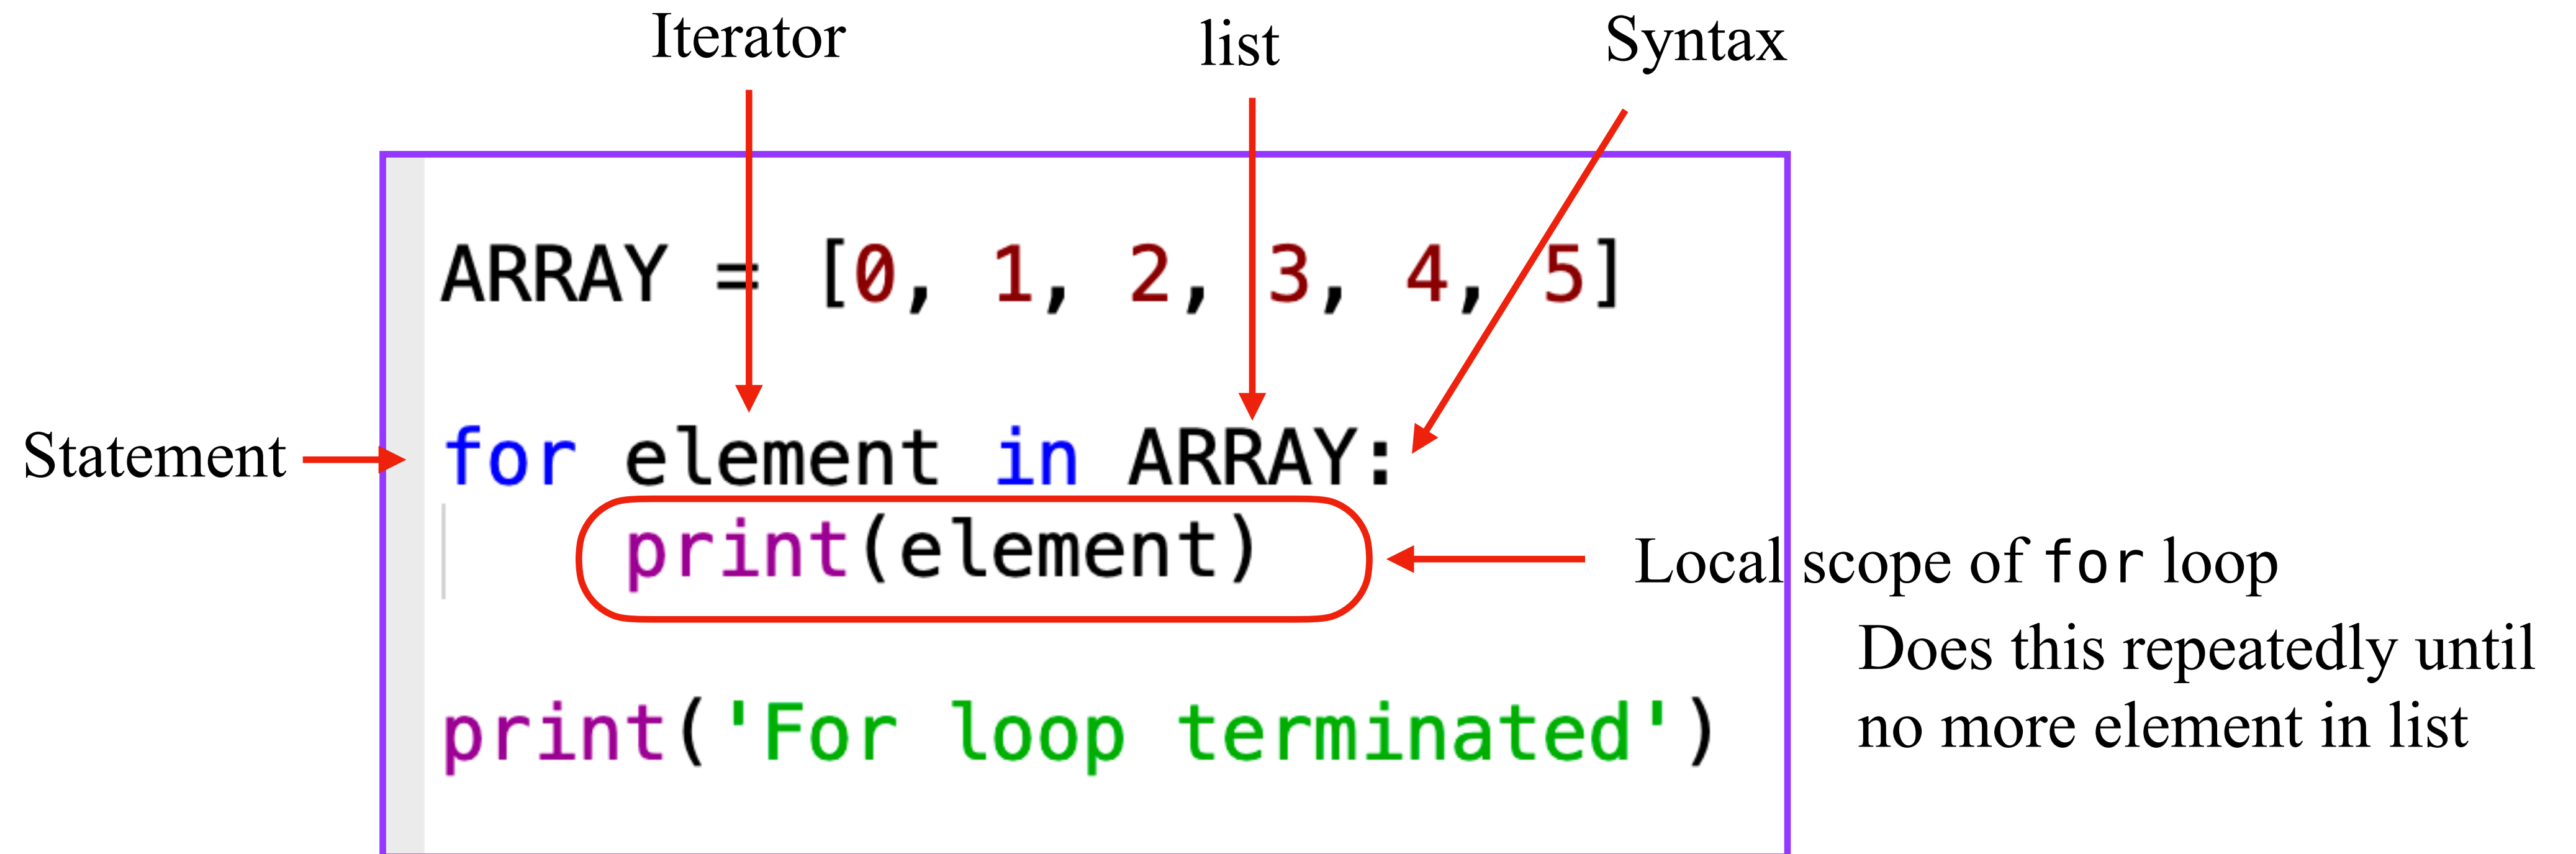 Iterator
list
Syntax
ARRAY = [0, 1, 2, 3, 4, 5]
Statement
for element in ARRAY:
    print(element)
Local scope of for loop
Does this repeatedly until
no more element in list
print('For loop terminated')